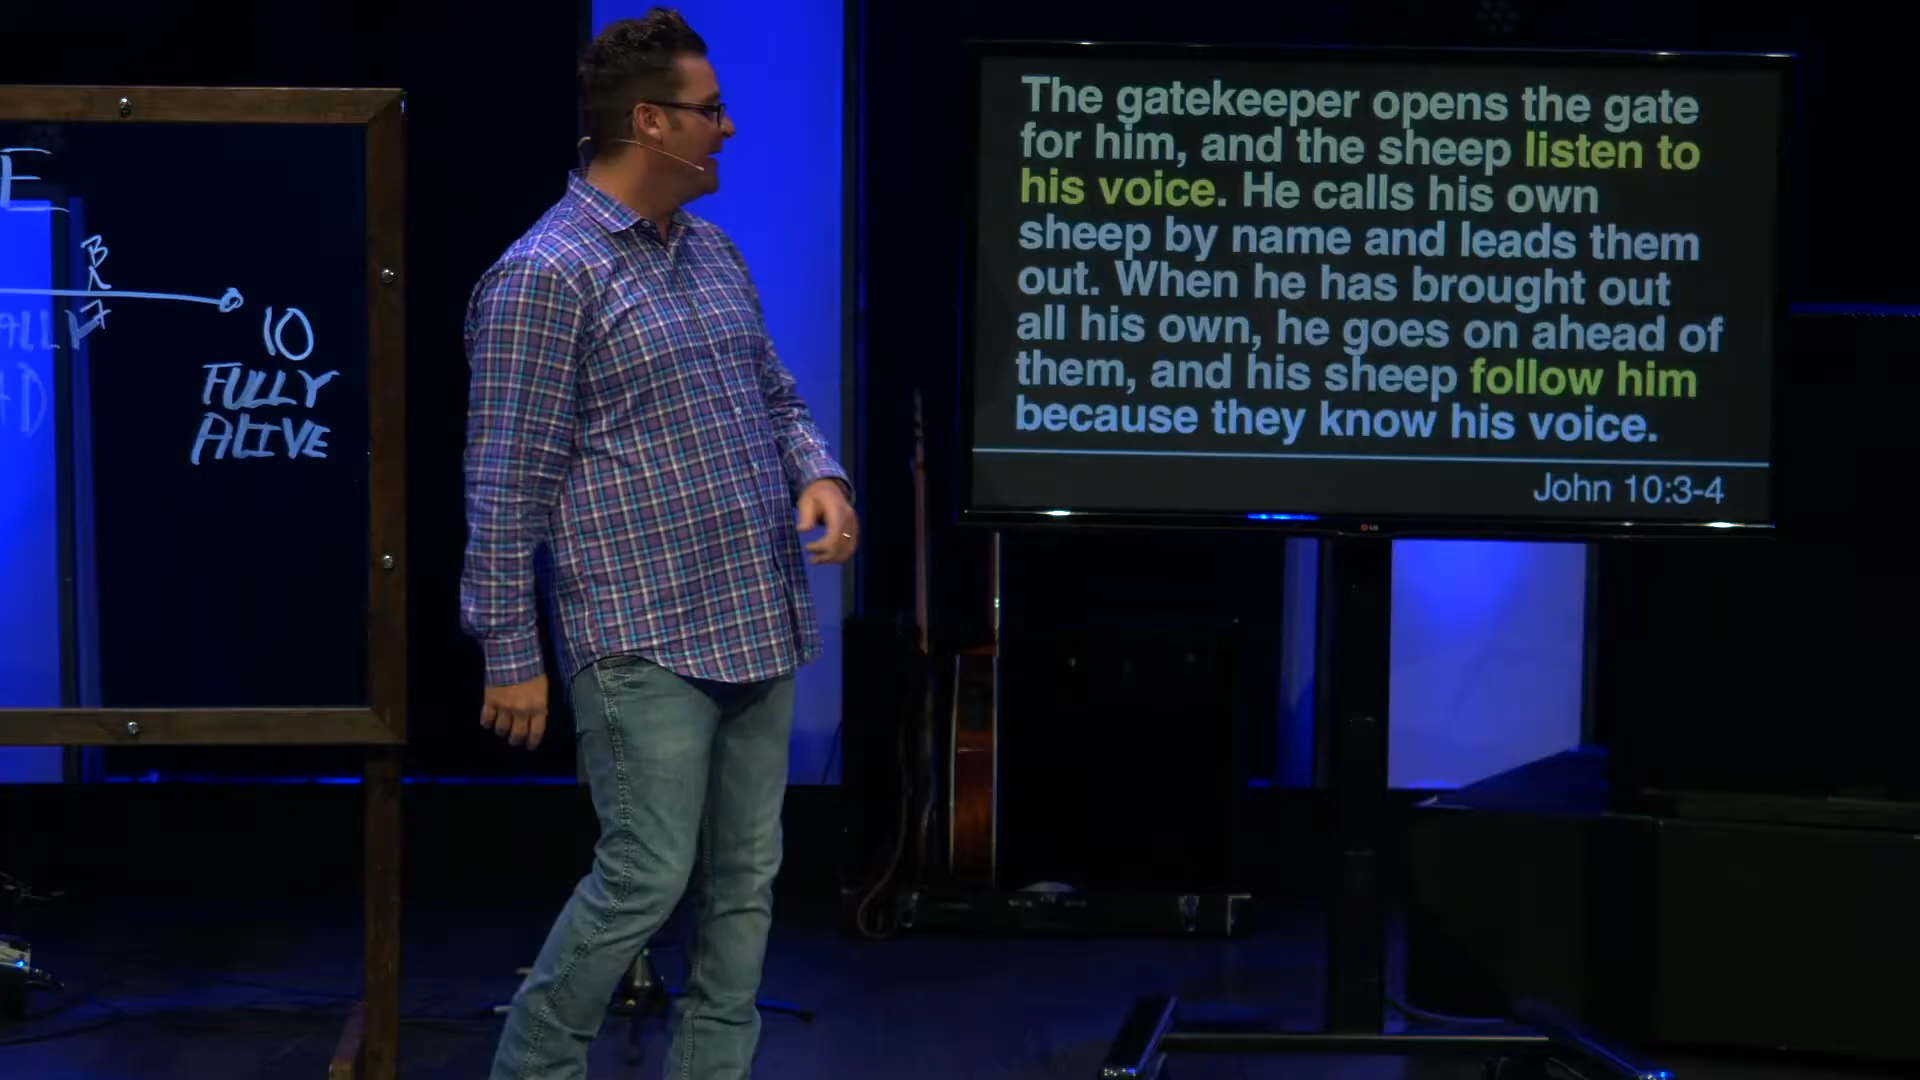 E
B
7
10
FULLY
ALIVE
The gatekeeper opens the gate
for him, and the sheep listen to
his voice. He calls his own
sheep by name and leads them
out. When he has brought out
all his own, he goes on ahead of
them, and his sheep follow him
because they know his voice.
John 10:3-4
LG